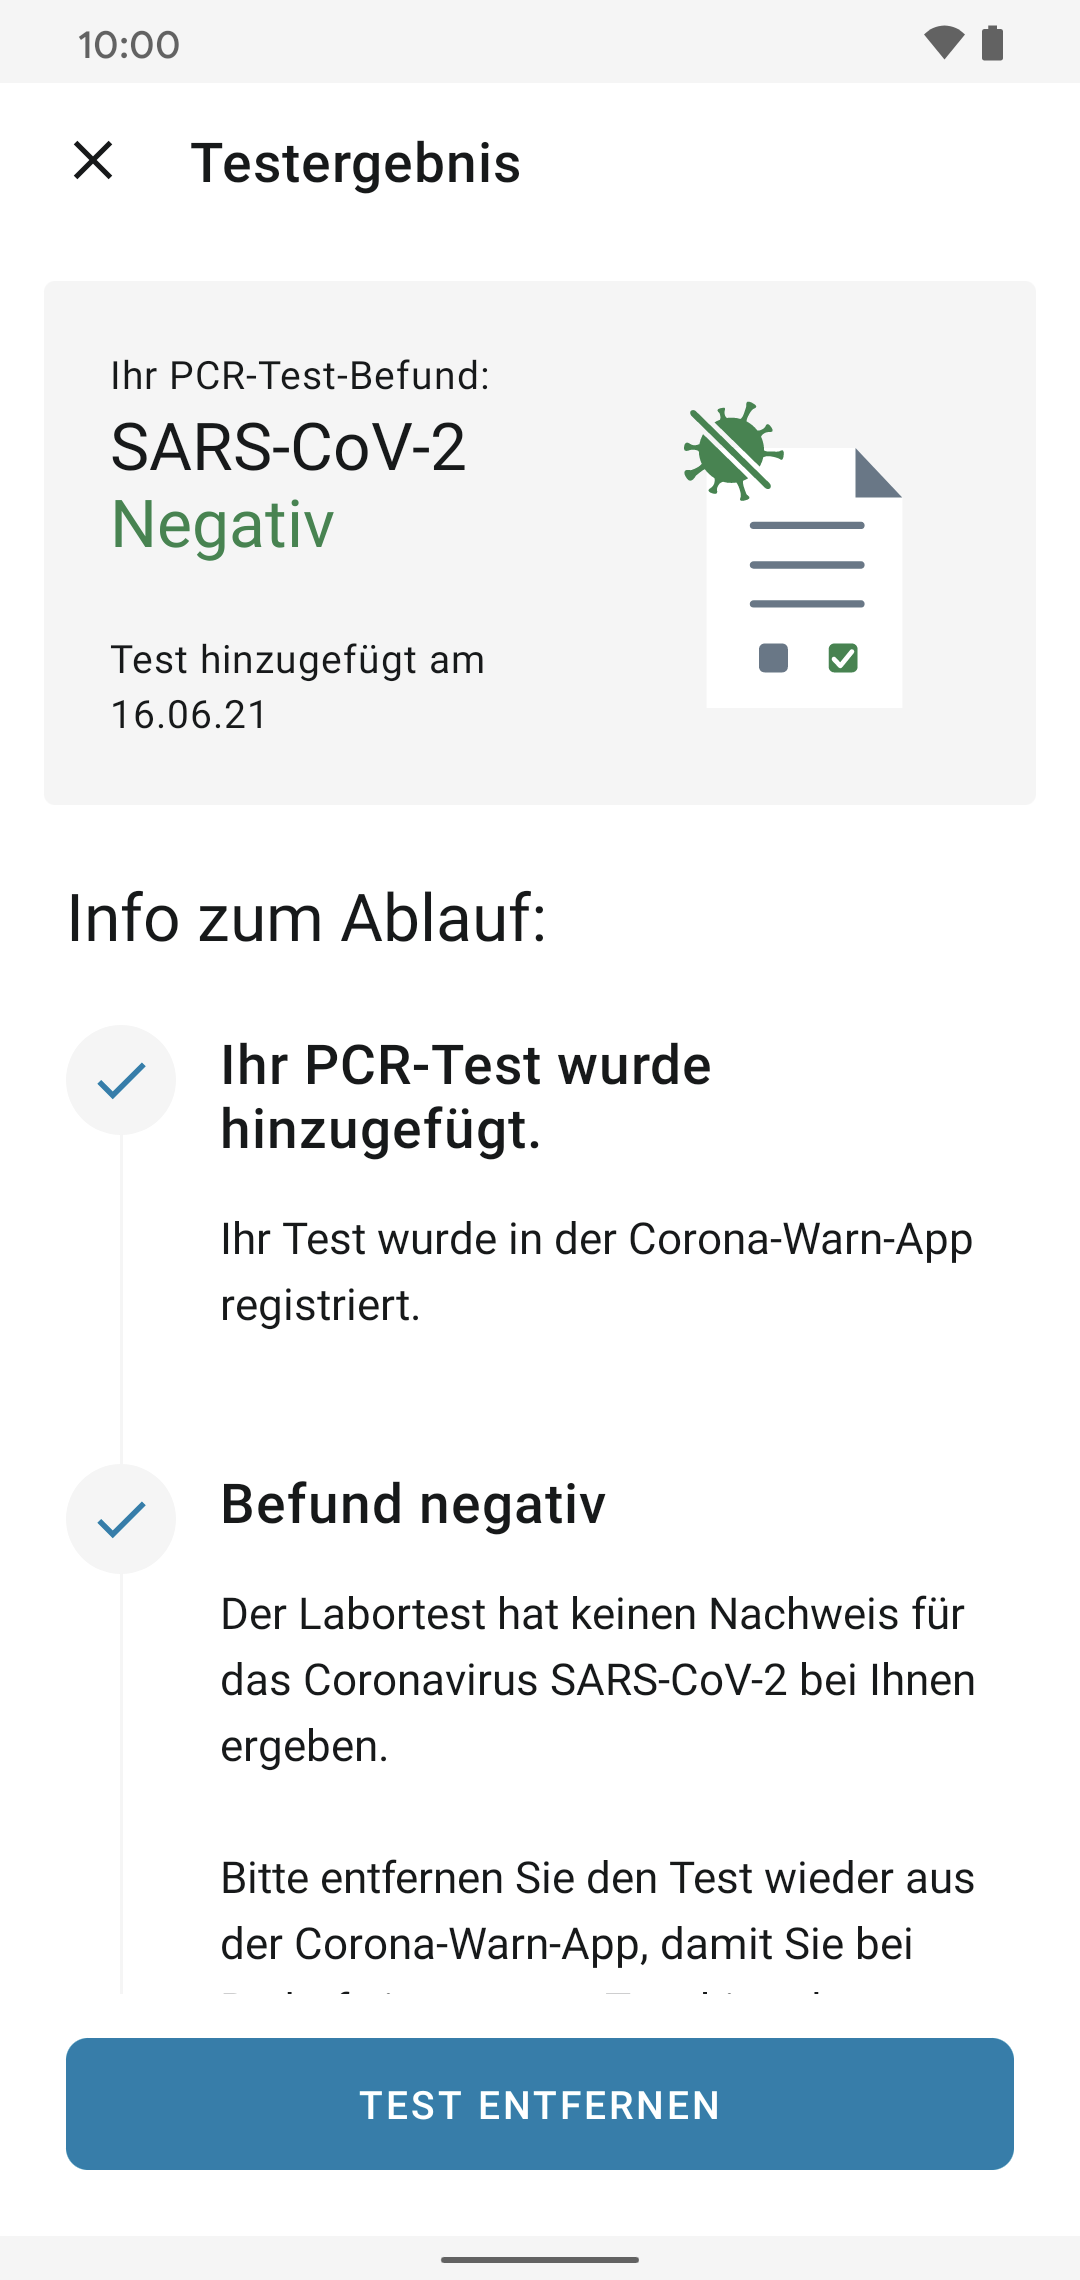 10:00
Testergebnis
Ihr PCR-Test-Befund:
SARS-CoV-2
Negativ
Test hinzugefügt am
16.06.21
Info zum Ablauf:
Ihr PCR-Test wurde
hinzugefügt.
Ihr Test wurde in der Corona-Warn-App
registriert.
Befund negativ
Der Labortest hat keinen Nachweis für
das Coronavirus SARS-CoV-2 bei Ihnen
ergeben.
Bitte entfernen Sie den Test wieder aus
der Corona-Warn-App, damit Sie bei
TEST ENTFERNEN